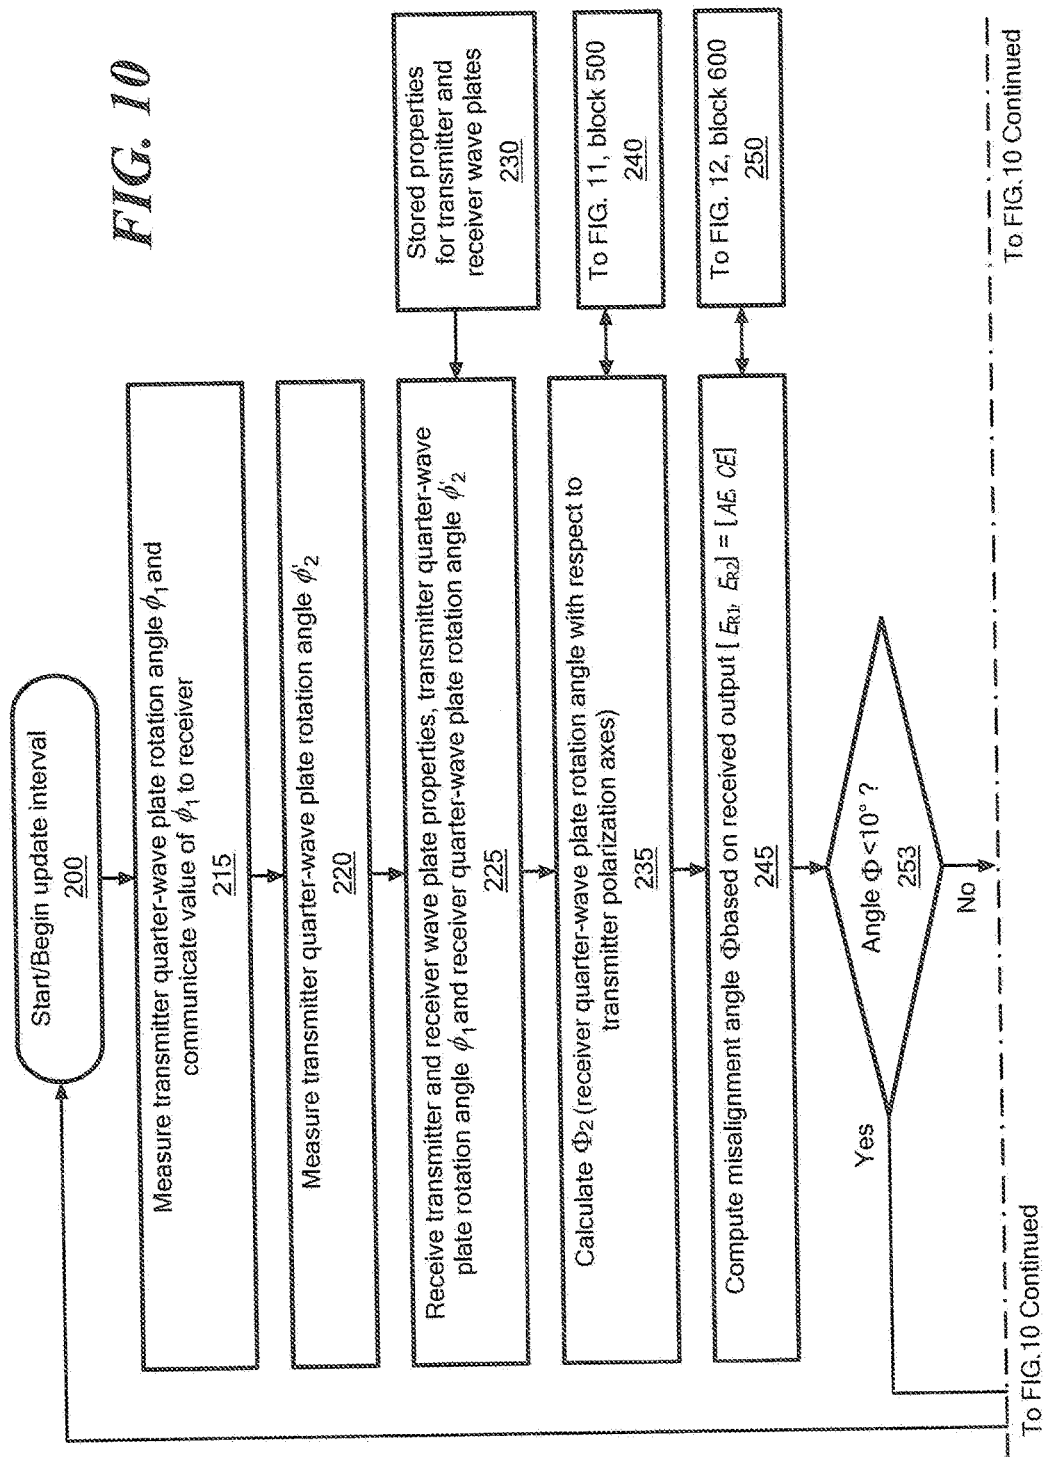 FIG. 10
Start/Begin update interval
200
Measure transmitter quarter-wave plate rotation angle ϕ1 and
communicate value of ϕ1 to receiver
215
Measure transmitter quarter-wave plate rotation angle ϕ'2
220
Receive transmitter and receiver wave plate properties, transmitter quarter-wave
plate rotation angle ϕ1 and receiver quarter-wave plate rotation angle ϕ'2
225
Stored properties
for transmitter and
receiver wave plates
230
Calculate Φ2 (receiver quarter-wave plate rotation angle with respect to
transmitter polarization axes)
235
To FIG. 11, block 500
240
Compute misalignment angle Φbased on received output [ ER1, ER2] = [AE, CE]
245
To FIG. 12, block 600
250
Angle Φ<10° ?
253
Yes
No
To FIG.10 Continued
To FIG.10 Continued